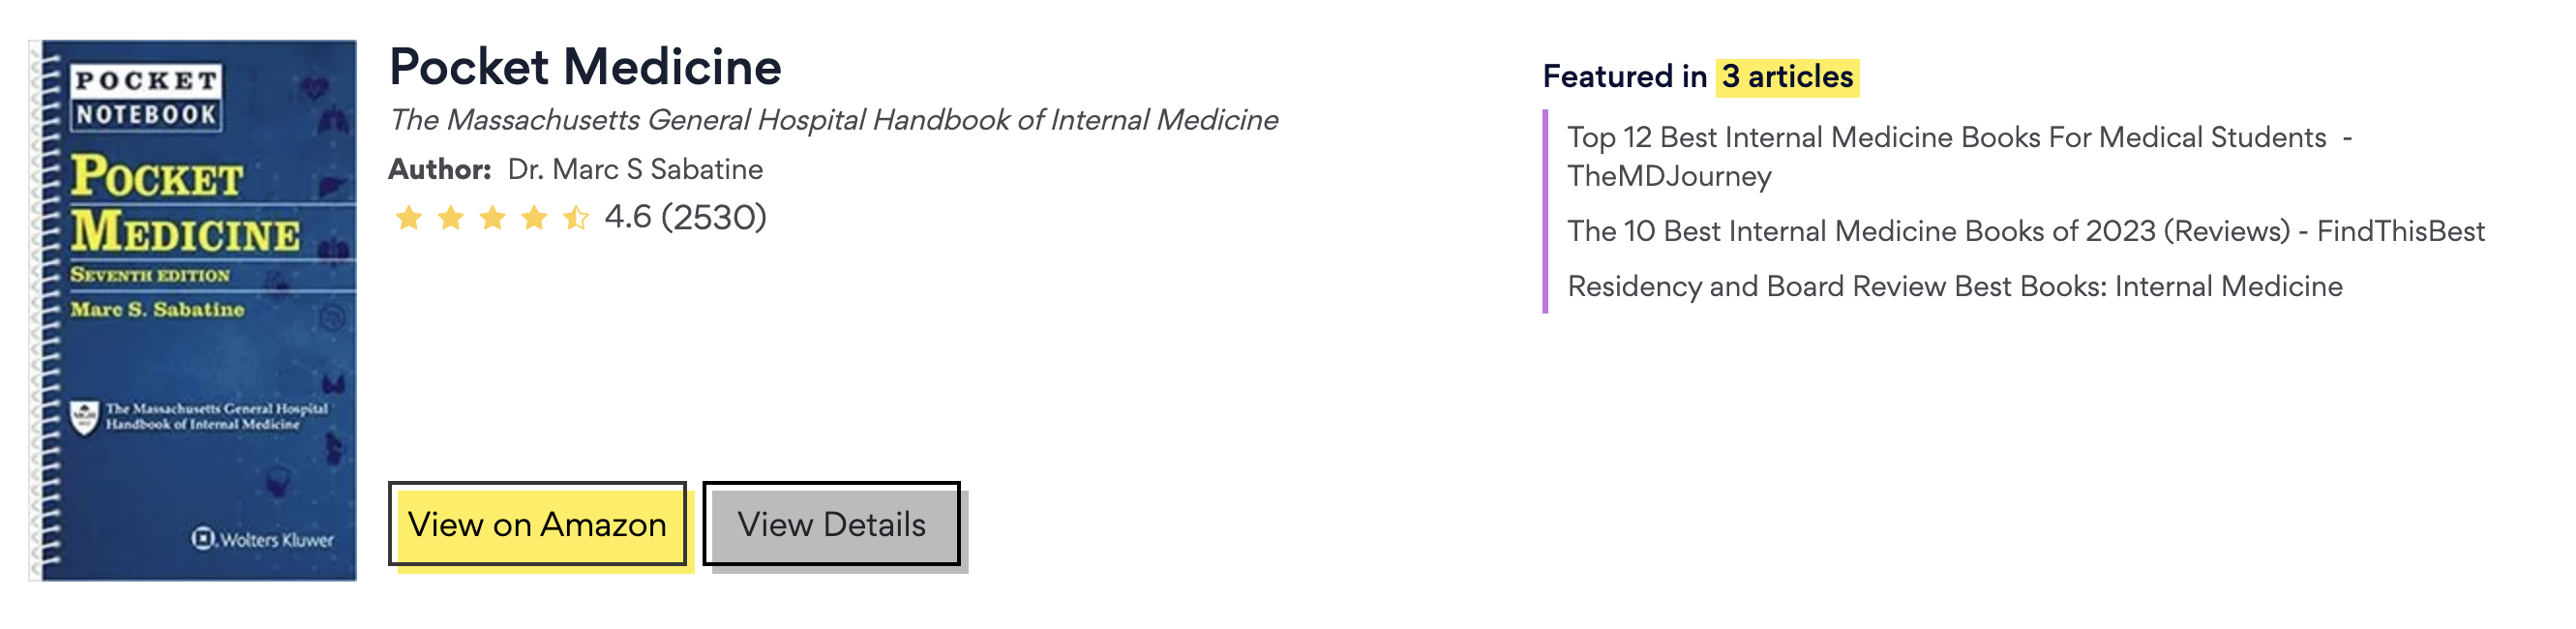 POCKET
NOTEBOOK
POCKET
MEDICINE
SEVENTH EDITION
Marc S. Sabatine
The Massachusetts General Hospital
Handbook of Internal Medicine
Wolters Kluwer
Pocket Medicine
The Massachusetts General Hospital Handbook of Internal Medicine
Author: Dr. Marc S Sabatine
4.6 (2530)
View on Amazon
View Details
Featured in 3 articles
Top 12 Best Internal Medicine Books For Medical Students -
TheMDJourney
The 10 Best Internal Medicine Books of 2023 (Reviews) - FindThisBest
Residency and Board Review Best Books: Internal Medicine